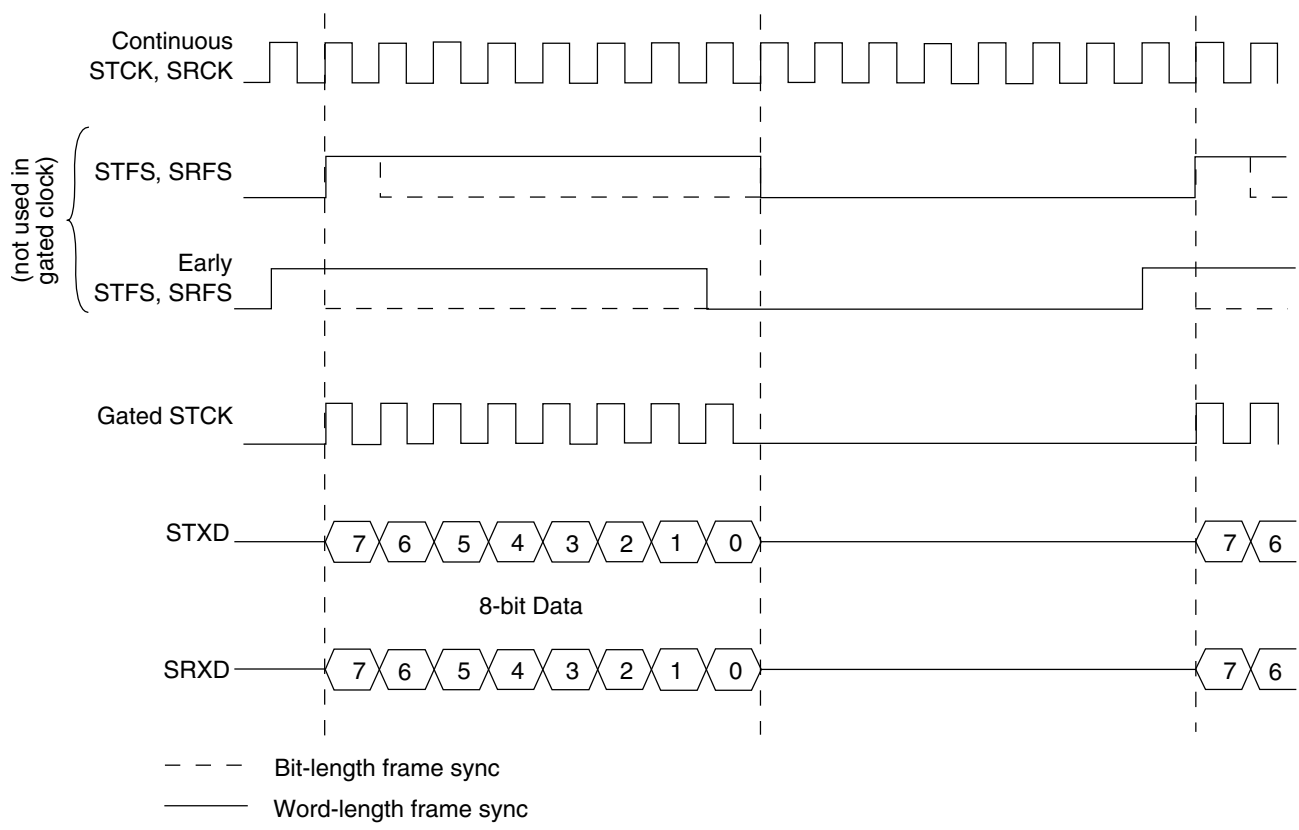 Continuous
STCK, SRCK
(not used in
gated clock)
STFS, SRFS
Early
STFS, SRFS
Gated STCK
STXD
7 6 5 4 3 2 1 0 7 6
8-bit Data
SRXD
7 6 5 4 3 2 1 0 7 6
Bit-length frame sync
Word-length frame sync